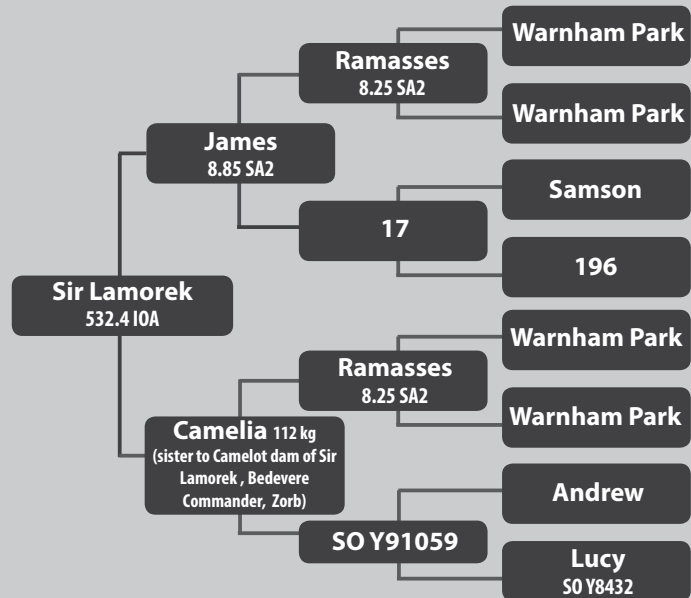 Warnham Park
Ramasses
8.25 SA2
Warnham Park
James
8.85 SA2
Samson
17
196
Sir Lamorek
532.4 IOA
Warnham Park
Ramasses
8.25 SA2
Warnham Park
Camelia 112 kg
(sister to Camelot dam of Sir
Lamorek , Bedevere
Commander, Zorb)
Andrew
SO Y91059
Lucy
SO Y8432